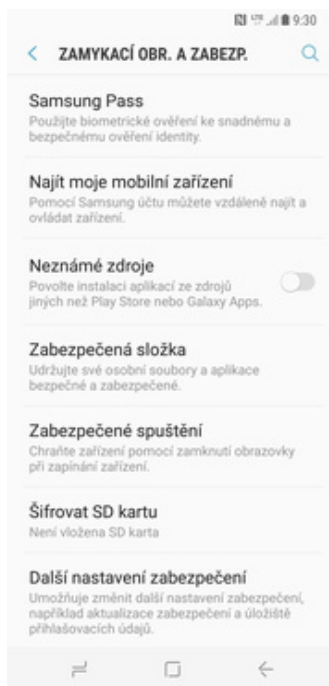 9:30
ZAMYKACÍ OBR. A ZABEZP.
Samsung Pass
Použijte biometrické ověření ke snadnému a
bezpečnému ověření identity.
Najít moje mobilní zařízení
Pomocí Samsung účtu můžete vzdáleně najít a
ovládat zařízení.
Neznámé zdroje
Povolte instalaci aplikací ze zdrojů
jiných než Play Store nebo Galaxy Apps.
Zabezpečená složka
Udržujte své osobní soubory a aplikace
bezpečné a zabezpečené.
Zabezpečené spuštění
Chraňte zařízení pomocí zamknutí obrazovky
při zapínání zařízení.
Šifrovat SD kartu
Není vložena SD karta
Další nastavení zabezpečení
Umožňuje změnit další nastavení zabezpečení,
například aktualizace zabezpečení a úložiště
přihlašovacích údajů.